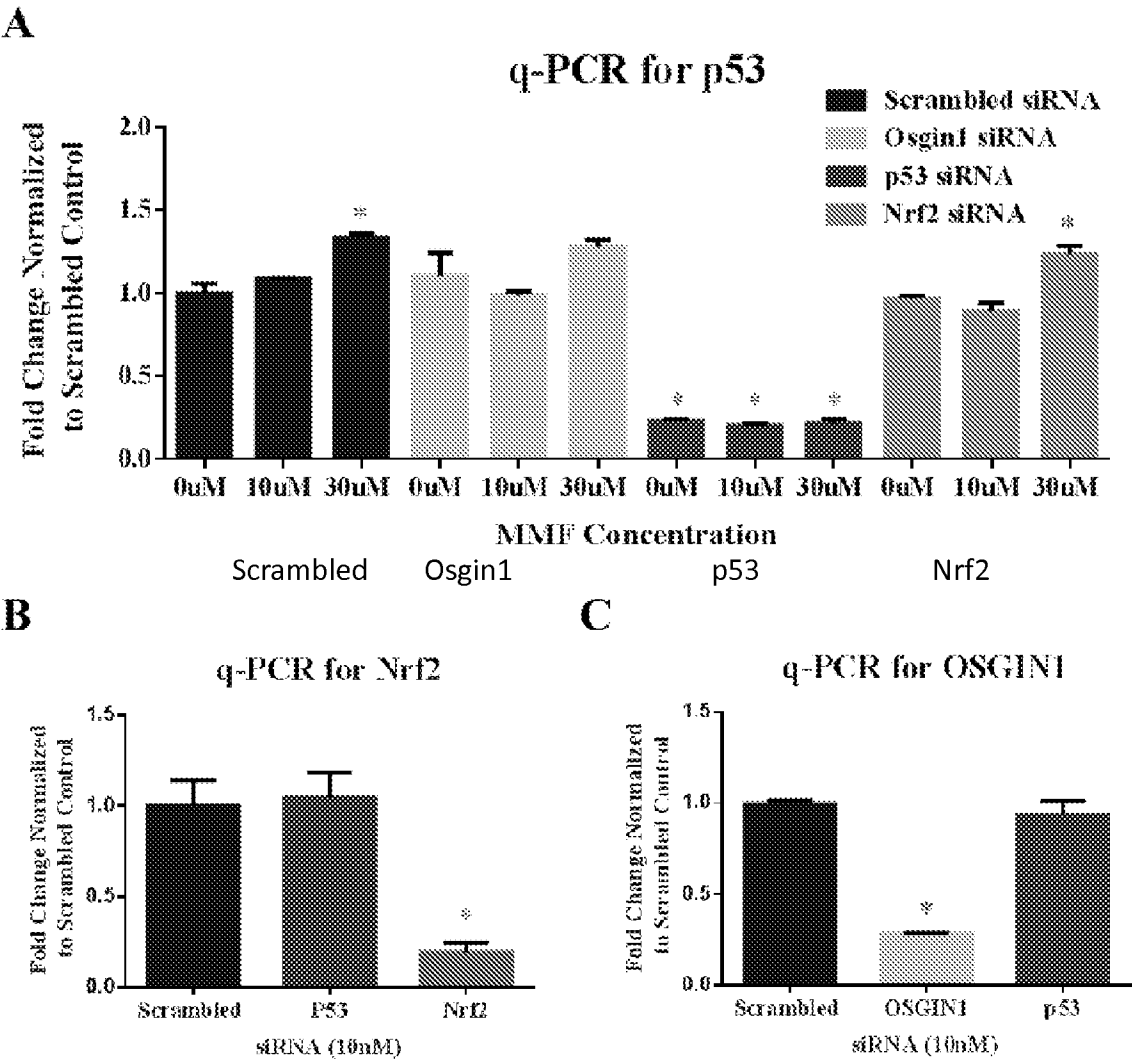 A
q-PCR for p53
Scrambled siRNA
Osgin1 siRNA
p53 siRNA
Nrf2 siRNA
Fold Change Normalized
to Scrambled Control
2.0
1.5
1.0
0.5
0.0
* * * * *
0uM 10uM 30uM 0uM 10uM 30uM 0uM 10uM 30uM 0uM 10uM 30uM
MMF Concentration
Scrambled Osgin1 p53 Nrf2
B
q-PCR for Nrf2
Fold Change Normalized
to Scrambled Control
1.5
1.0
0.5
0.0
*
Scrambled P53 Nrf2
siRNA (10nM)
C
q-PCR for OSGIN1
Fold Change Normalized
to Scrambled Control
1.5
1.0
0.5
0.0
*
Scrambled OSGIN1 p53
siRNA (10nM)